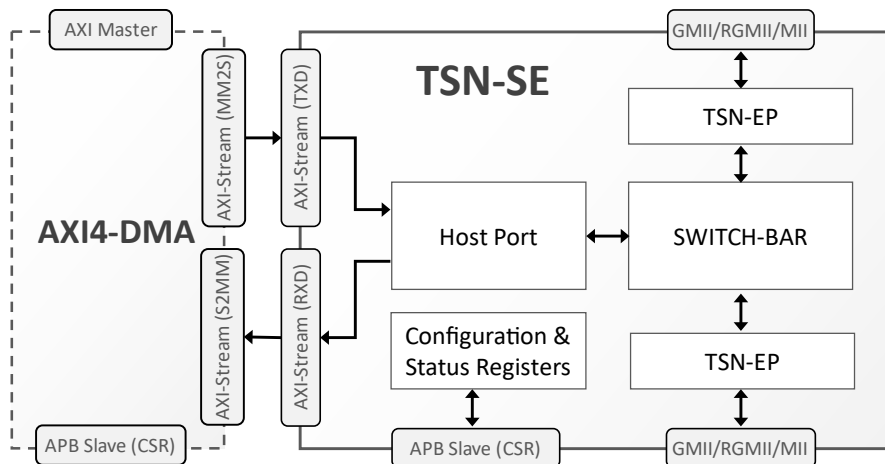 AXI Master
GMII/RGMII/MII
AXI-Stream (MM2S)
AXI-Stream (TXD)
TSN-SE
TSN-EP
AXI4-DMA
Host Port
SWITCH-BAR
AXI-Stream (S2MM)
AXI-Stream (RXD)
Configuration &
Status Registers
TSN-EP
APB Slave (CSR)
APB Slave (CSR)
GMII/RGMII/MII